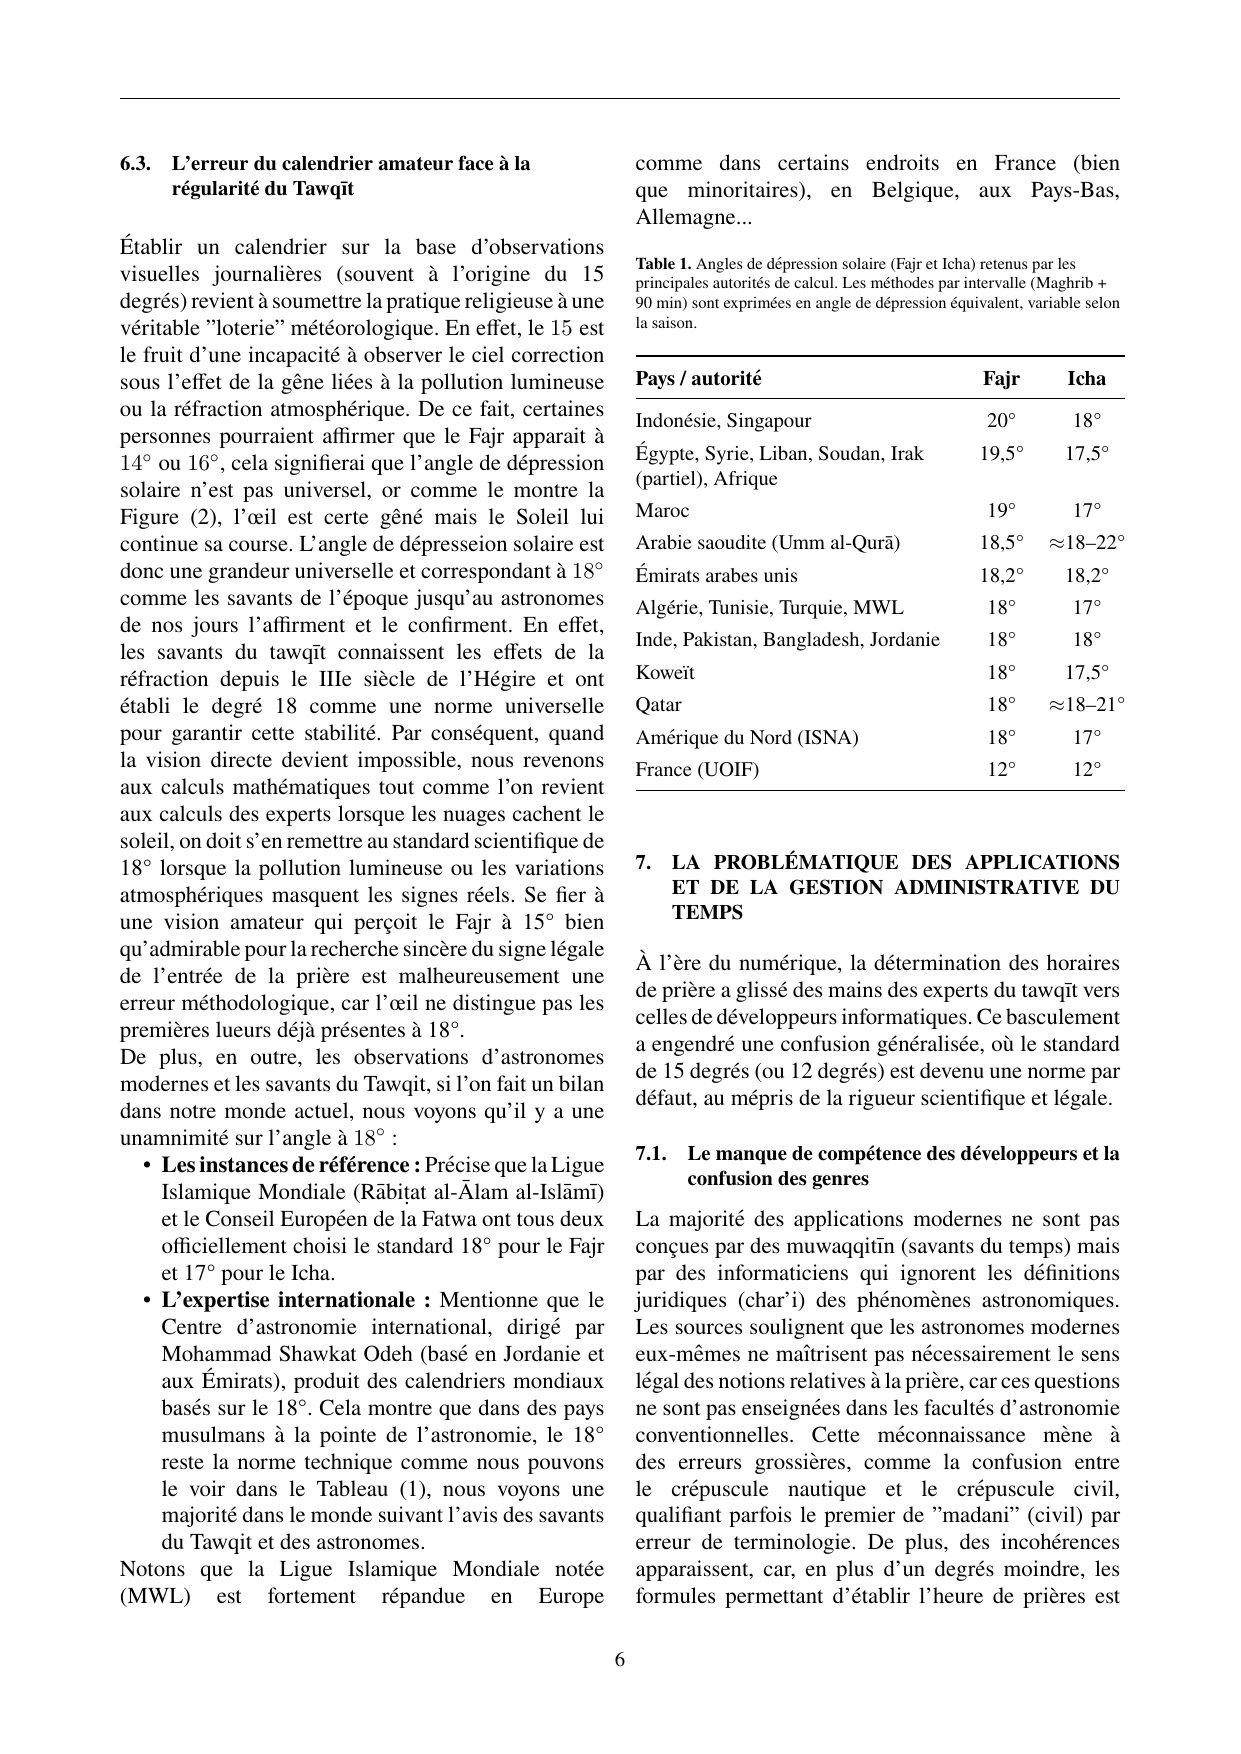 6.3. L'erreur du calendrier amateur face à la
régularité du Tawqīt
Établir un calendrier sur la base d'observations
visuelles journalières (souvent à l'origine du 15
degrés) revient à soumettre la pratique religieuse à une
véritable ”loterie” météorologique. En effet, le 15 est
le fruit d'une incapacité à observer le ciel correction
sous l'effet de la gêne liées à la pollution lumineuse
ou la réfraction atmosphérique. De ce fait, certaines
personnes pourraient affirmer que le Fajr apparait à
14° ou 16°, cela signifierai que l'angle de dépression
solaire n'est pas universel, or comme le montre la
Figure (2), l'œil est certe gêné mais le Soleil lui
continue sa course. L'angle de dépresseion solaire est
donc une grandeur universelle et correspondant à 18°
comme les savants de l'époque jusqu'au astronomes
de nos jours l'affirment et le confirment. En effet,
les savants du tawqīt connaissent les effets de la
réfraction depuis le IIIe siècle de l'Hégire et ont
établi le degré 18 comme une norme universelle
pour garantir cette stabilité. Par conséquent, quand
la vision directe devient impossible, nous revenons
aux calculs mathématiques tout comme l'on revient
aux calculs des experts lorsque les nuages cachent le
soleil, on doit s'en remettre au standard scientifique de
18° lorsque la pollution lumineuse ou les variations
atmosphériques masquent les signes réels. Se fier à
une vision amateur qui perçoit le Fajr à 15° bien
qu'admirable pour la recherche sincère du signe légale
de l'entrée de la prière est malheureusement une
erreur méthodologique, car l'œil ne distingue pas les
premières lueurs déjà présentes à 18°.
De plus, en outre, les observations d'astronomes
modernes et les savants du Tawqit, si l'on fait un bilan
dans notre monde actuel, nous voyons qu'il y a une
unamnimité sur l'angle à 18° :
• Les instances de référence : Précise que la Ligue
Islamique Mondiale (Rābiṭat al-Ālam al-Islāmī)
et le Conseil Européen de la Fatwa ont tous deux
officiellement choisi le standard 18° pour le Fajr
et 17° pour le Icha.
• L'expertise internationale : Mentionne que le
Centre d'astronomie international, dirigé par
Mohammad Shawkat Odeh (basé en Jordanie et
aux Émirats), produit des calendriers mondiaux
basés sur le 18°. Cela montre que dans des pays
musulmans à la pointe de l'astronomie, le 18°
reste la norme technique comme nous pouvons
le voir dans le Tableau (1), nous voyons une
majorité dans le monde suivant l'avis des savants
du Tawqit et des astronomes.
Notons que la Ligue Islamique Mondiale notée
(MWL) est fortement répandue en Europe
comme dans certains endroits en France (bien
que minoritaires), en Belgique, aux Pays-Bas,
Allemagne...
Table 1. Angles de dépression solaire (Fajr et Icha) retenus par les
principales autorités de calcul. Les méthodes par intervalle (Maghrib +
90 min) sont exprimées en angle de dépression équivalent, variable selon
la saison.
Pays / autorité Fajr Icha
Indonésie, Singapour 20° 18°
Égypte, Syrie, Liban, Soudan, Irak 19,5° 17,5°
(partiel), Afrique
Maroc 19° 17°
Arabie saoudite (Umm al-Qurā) 18,5° ≈18–22°
Émirats arabes unis 18,2° 18,2°
Algérie, Tunisie, Turquie, MWL 18° 17°
Inde, Pakistan, Bangladesh, Jordanie 18° 18°
Koweït 18° 17,5°
Qatar 18° ≈18–21°
Amérique du Nord (ISNA) 18° 17°
France (UOIF) 12° 12°
7. LA PROBLÉMATIQUE DES APPLICATIONS
ET DE LA GESTION ADMINISTRATIVE DU
TEMPS
À l'ère du numérique, la détermination des horaires
de prière a glissé des mains des experts du tawqīt vers
celles de développeurs informatiques. Ce basculement
a engendré une confusion généralisée, où le standard
de 15 degrés (ou 12 degrés) est devenu une norme par
défaut, au mépris de la rigueur scientifique et légale.
7.1. Le manque de compétence des développeurs et la
confusion des genres
La majorité des applications modernes ne sont pas
conçues par des muwaqqitīn (savants du temps) mais
par des informaticiens qui ignorent les définitions
juridiques (char'i) des phénomènes astronomiques.
Les sources soulignent que les astronomes modernes
eux-mêmes ne maîtrisent pas nécessairement le sens
légal des notions relatives à la prière, car ces questions
ne sont pas enseignées dans les facultés d'astronomie
conventionnelles. Cette méconnaissance mène à
des erreurs grossières, comme la confusion entre
le crépuscule nautique et le crépuscule civil,
qualifiant parfois le premier de ”madani” (civil) par
erreur de terminologie. De plus, des incohérences
apparaissent, car, en plus d'un degrés moindre, les
formules permettant d'établir l'heure de prières est
6